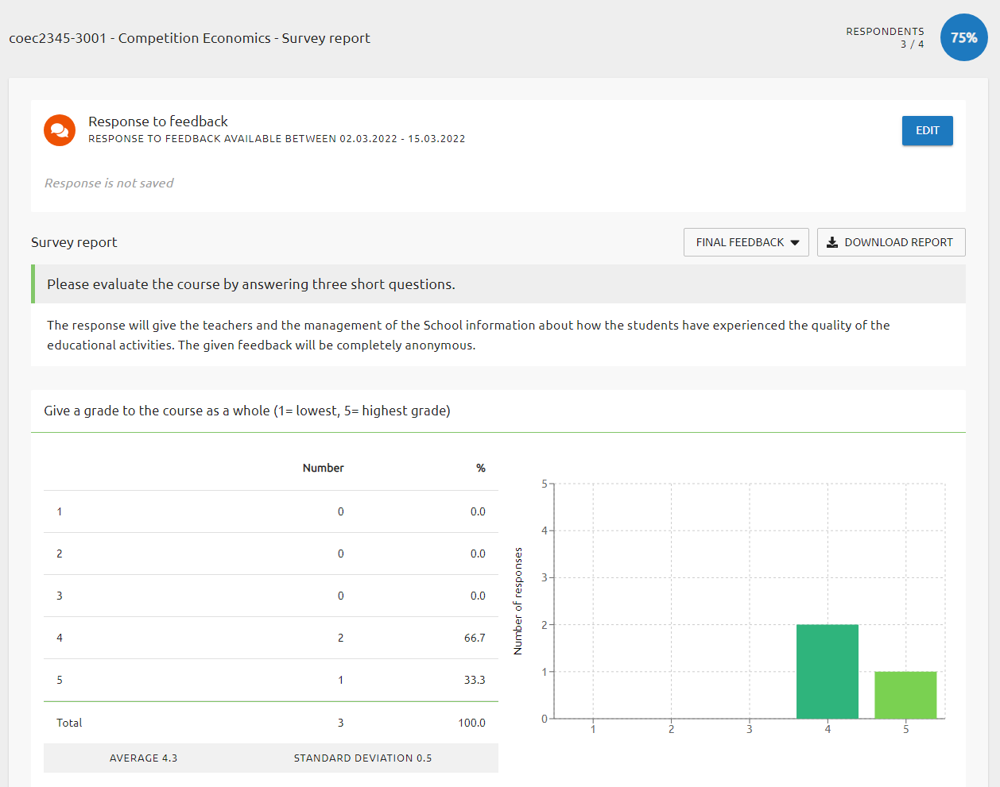 coec2345-3001 - Competition Economics - Survey report
RESPONDENTS
3 / 4
75%
Response to feedback
RESPONSE TO FEEDBACK AVAILABLE BETWEEN 02.03.2022 - 15.03.2022
EDIT
Response is not saved
Survey report
FINAL FEEDBACK
DOWNLOAD REPORT
Please evaluate the course by answering three short questions.
The response will give the teachers and the management of the School information about how the students have experienced the quality of the
educational activities. The given feedback will be completely anonymous.
Give a grade to the course as a whole (1= lowest, 5= highest grade)
Number %
1 0 0.0
2 0 0.0
3 0 0.0
4 2 66.7
5 1 33.3
Total 3 100.0
AVERAGE 4.3 STANDARD DEVIATION 0.5
Number of responses
5
4
3
2
1
0
1 2 3 4 5